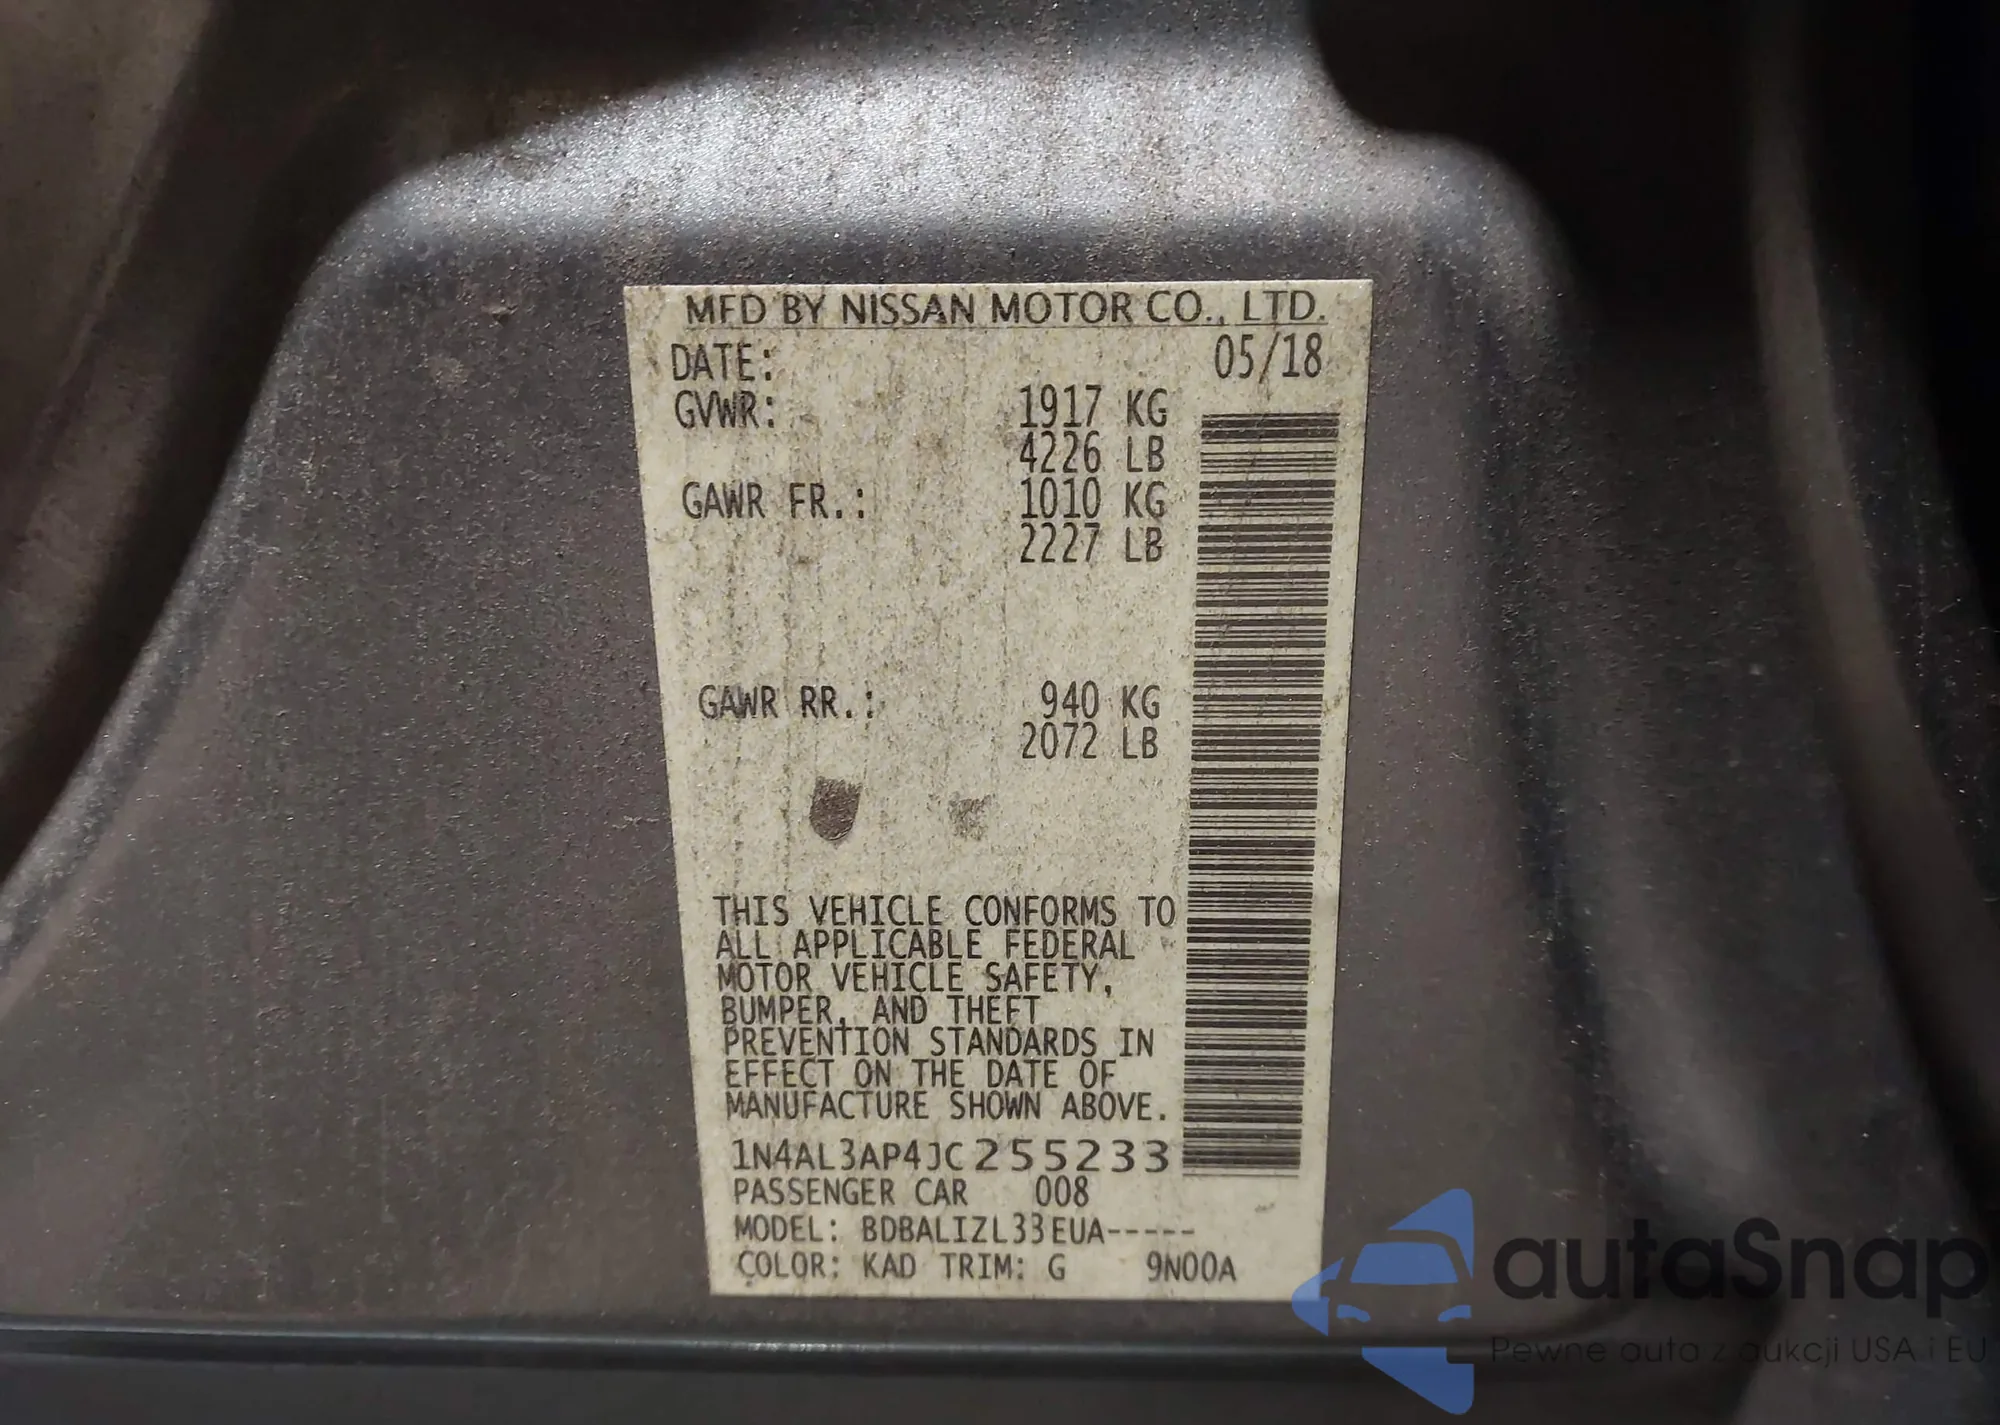 MFD BY NISSAN MOTOR CO., LTD.
DATE: 05/18
GVWR: 1917 KG
4226 LB
GAWR FR.: 1010 KG
2227 LB
GAWR RR.: 940 KG
2072 LB
THIS VEHICLE CONFORMS TO
ALL APPLICABLE FEDERAL
MOTOR VEHICLE SAFETY,
BUMPER, AND THEFT
PREVENTION STANDARDS IN
EFFECT ON THE DATE OF
MANUFACTURE SHOWN ABOVE.
1N4AL3AP4JC255233
PASSENGER CAR 008
MODEL: BDBALIZL33EUA-----
COLOR: KAD TRIM: G 9N00A
autaSnap
Pewne auta z aukcji USA i EU